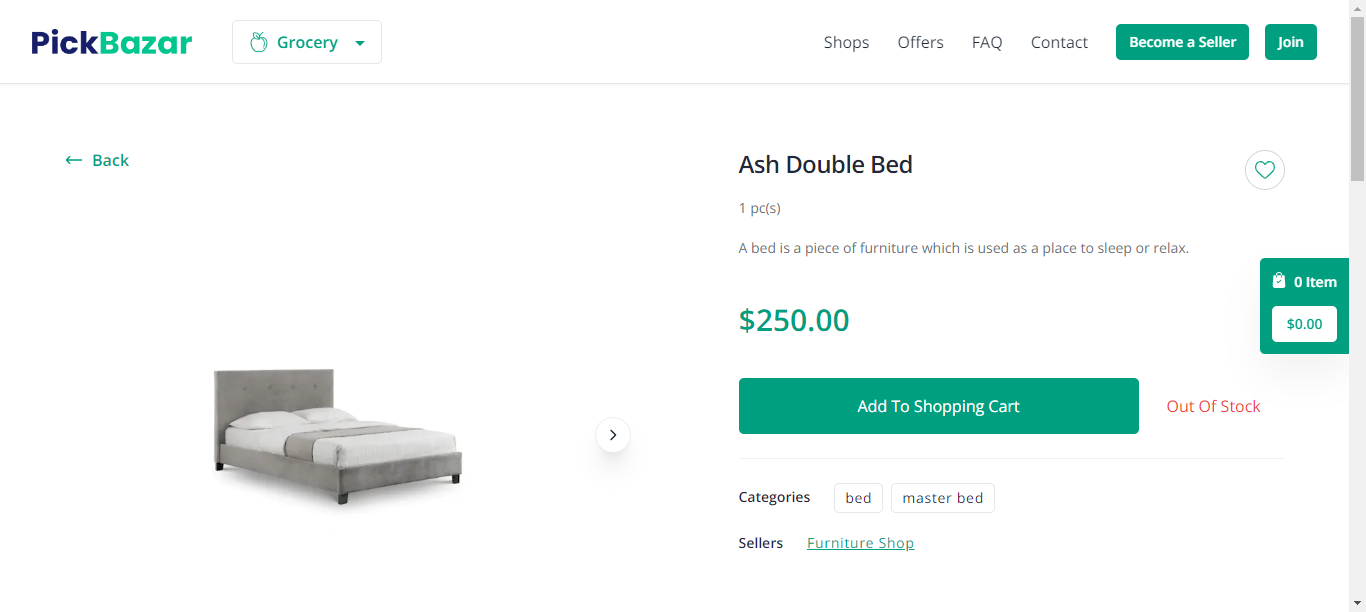 PickBazar
Grocery
Shops Offers FAQ Contact Become a Seller Join
Back
Ash Double Bed
1 pc(s)
A bed is a piece of furniture which is used as a place to sleep or relax.
0 Item
$0.00
$250.00
Add To Shopping Cart Out Of Stock
Categories bed master bed
Sellers Furniture Shop